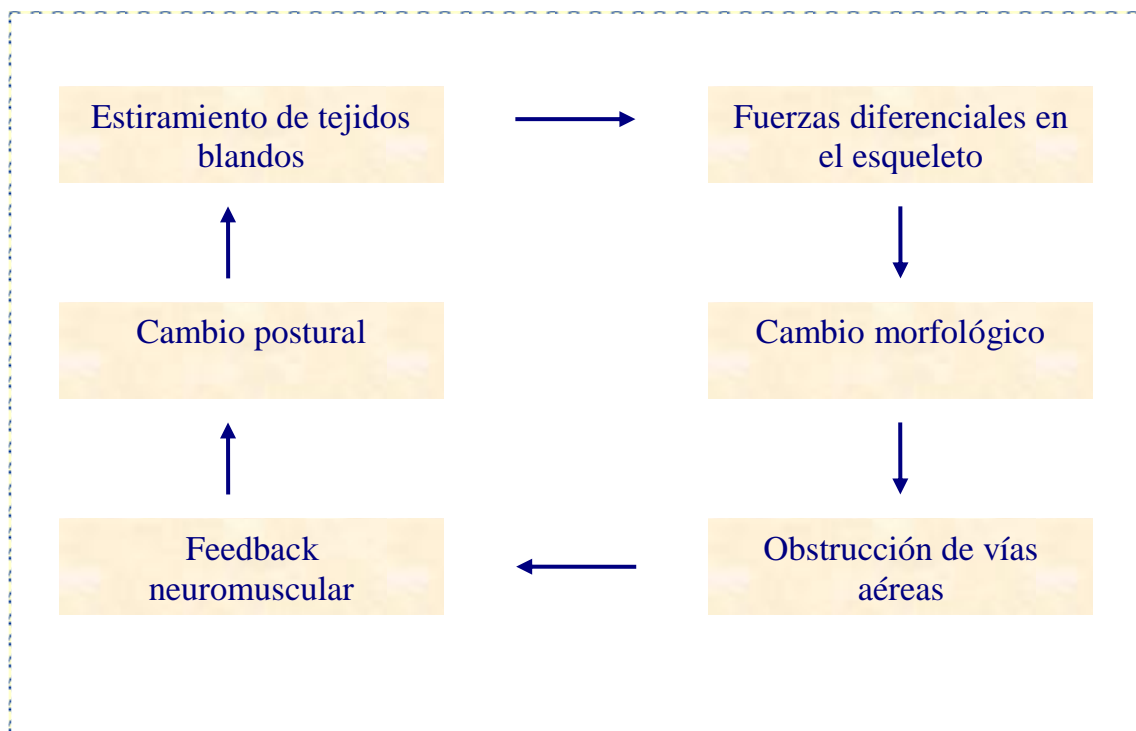 Estiramiento de tejidos
blandos
Fuerzas diferenciales en
el esqueleto
Cambio postural
Cambio morfológico
Feedback
neuromuscular
Obstrucción de vías
aéreas